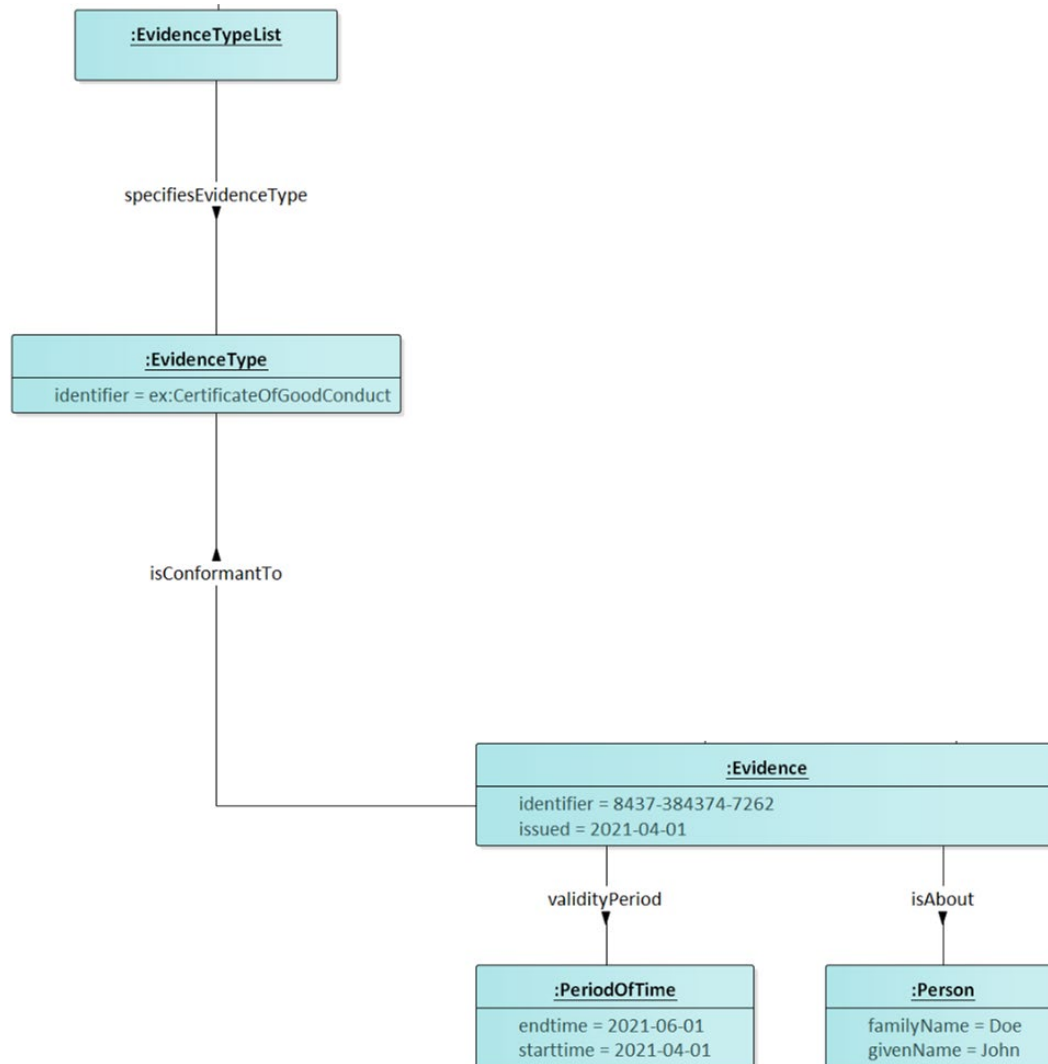 :EvidenceTypeList
specifiesEvidenceType
:EvidenceType
identifier = ex:CertificateOfGoodConduct
isConformantTo
:Evidence
identifier = 8437-384374-7262
issued = 2021-04-01
validityPeriod
isAbout
:PeriodOfTime
endtime = 2021-06-01
starttime = 2021-04-01
:Person
familyName = Doe
givenName = John